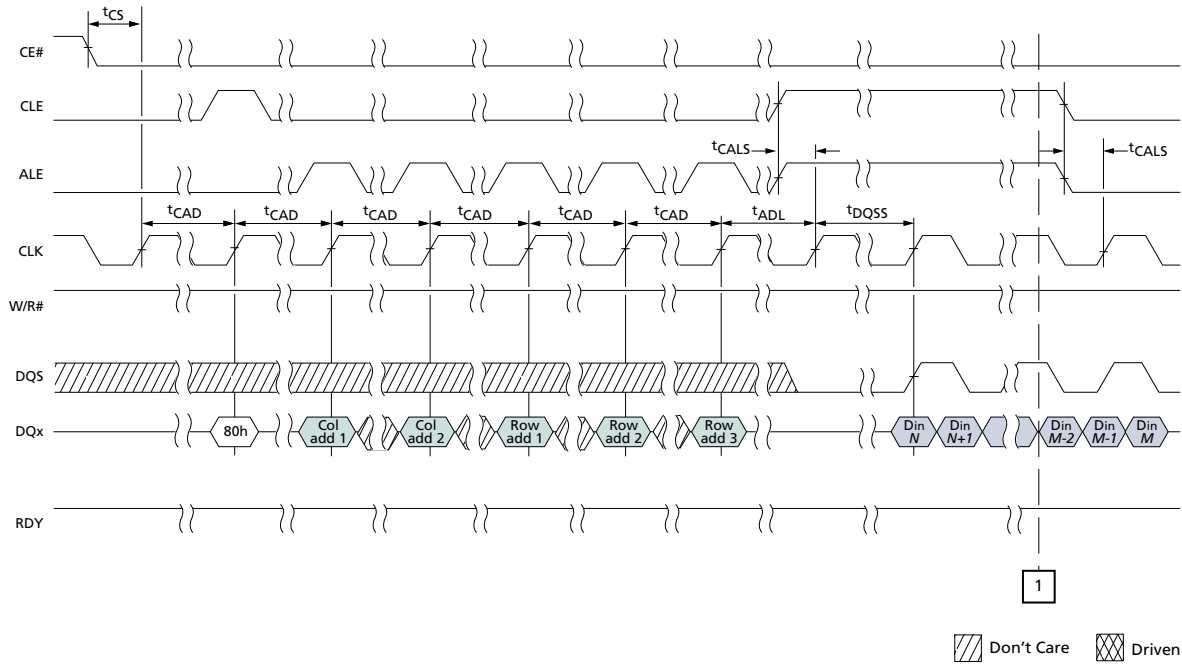 tCS
CE#
CLE
tCALS
tCALS
ALE
tCAD
tCAD
tCAD
tCAD
tCAD
tCAD
tADL
tDQSS
CLK
W/R#
DQS
DQx
80h
Col
add 1
Col
add 2
Row
add 1
Row
add 2
Row
add 3
Din
N
Din
N+1
Din
M-2
Din
M-1
Din
M
RDY
1
Don't Care
Driven